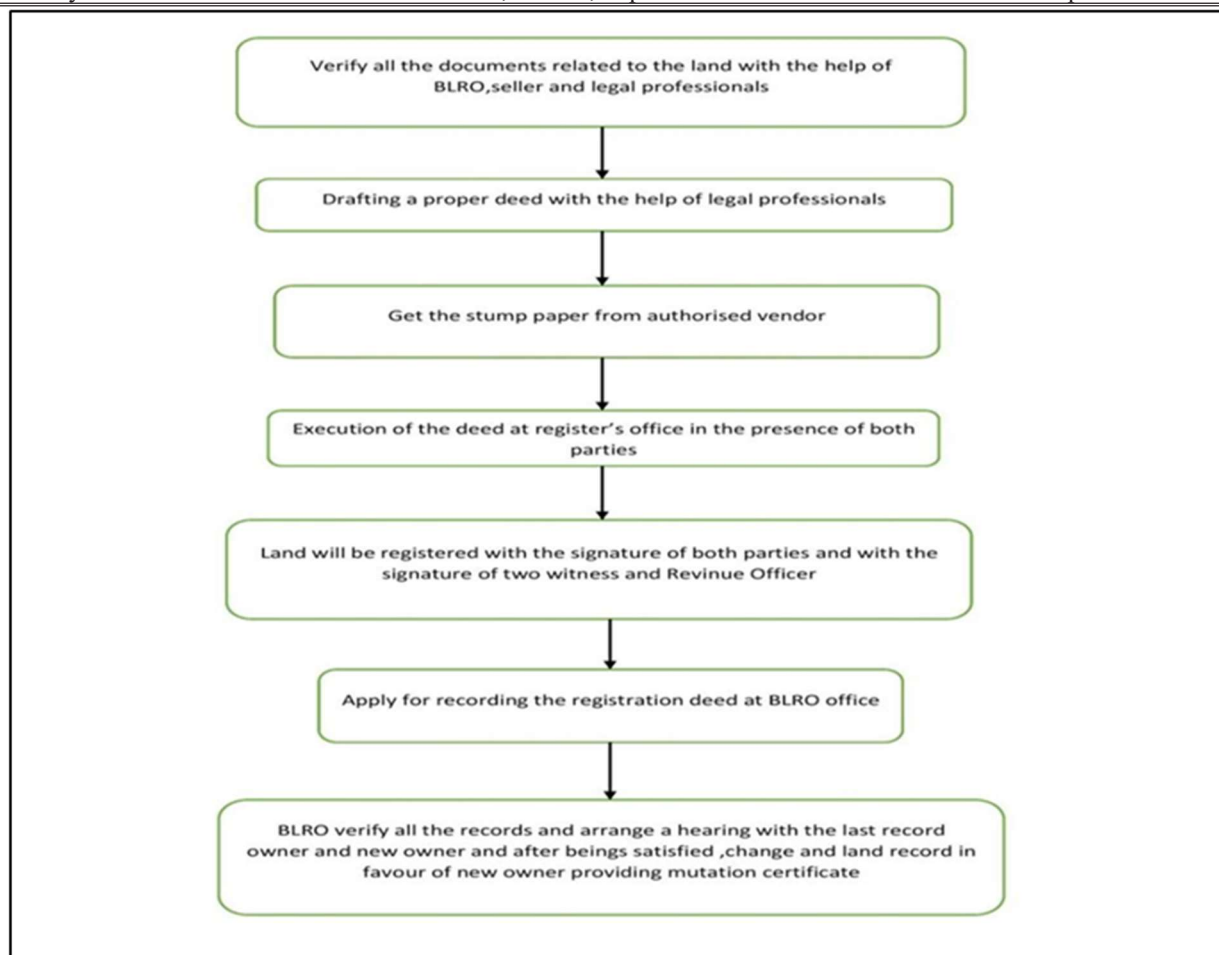 Verify all the documents related to the land with the help of
BLRO,seller and legal professionals
Drafting a proper deed with the help of legal professionals
Get the stump paper from authorised vendor
Execution of the deed at register's office in the presence of both
parties
Land will be registered with the signature of both parties and with the
signature of two witness and Revinue Officer
Apply for recording the registration deed at BLRO office
BLRO verify all the records and arrange a hearing with the last record
owner and new owner and after beings satisfied ,change and land record in
favour of new owner providing mutation certificate